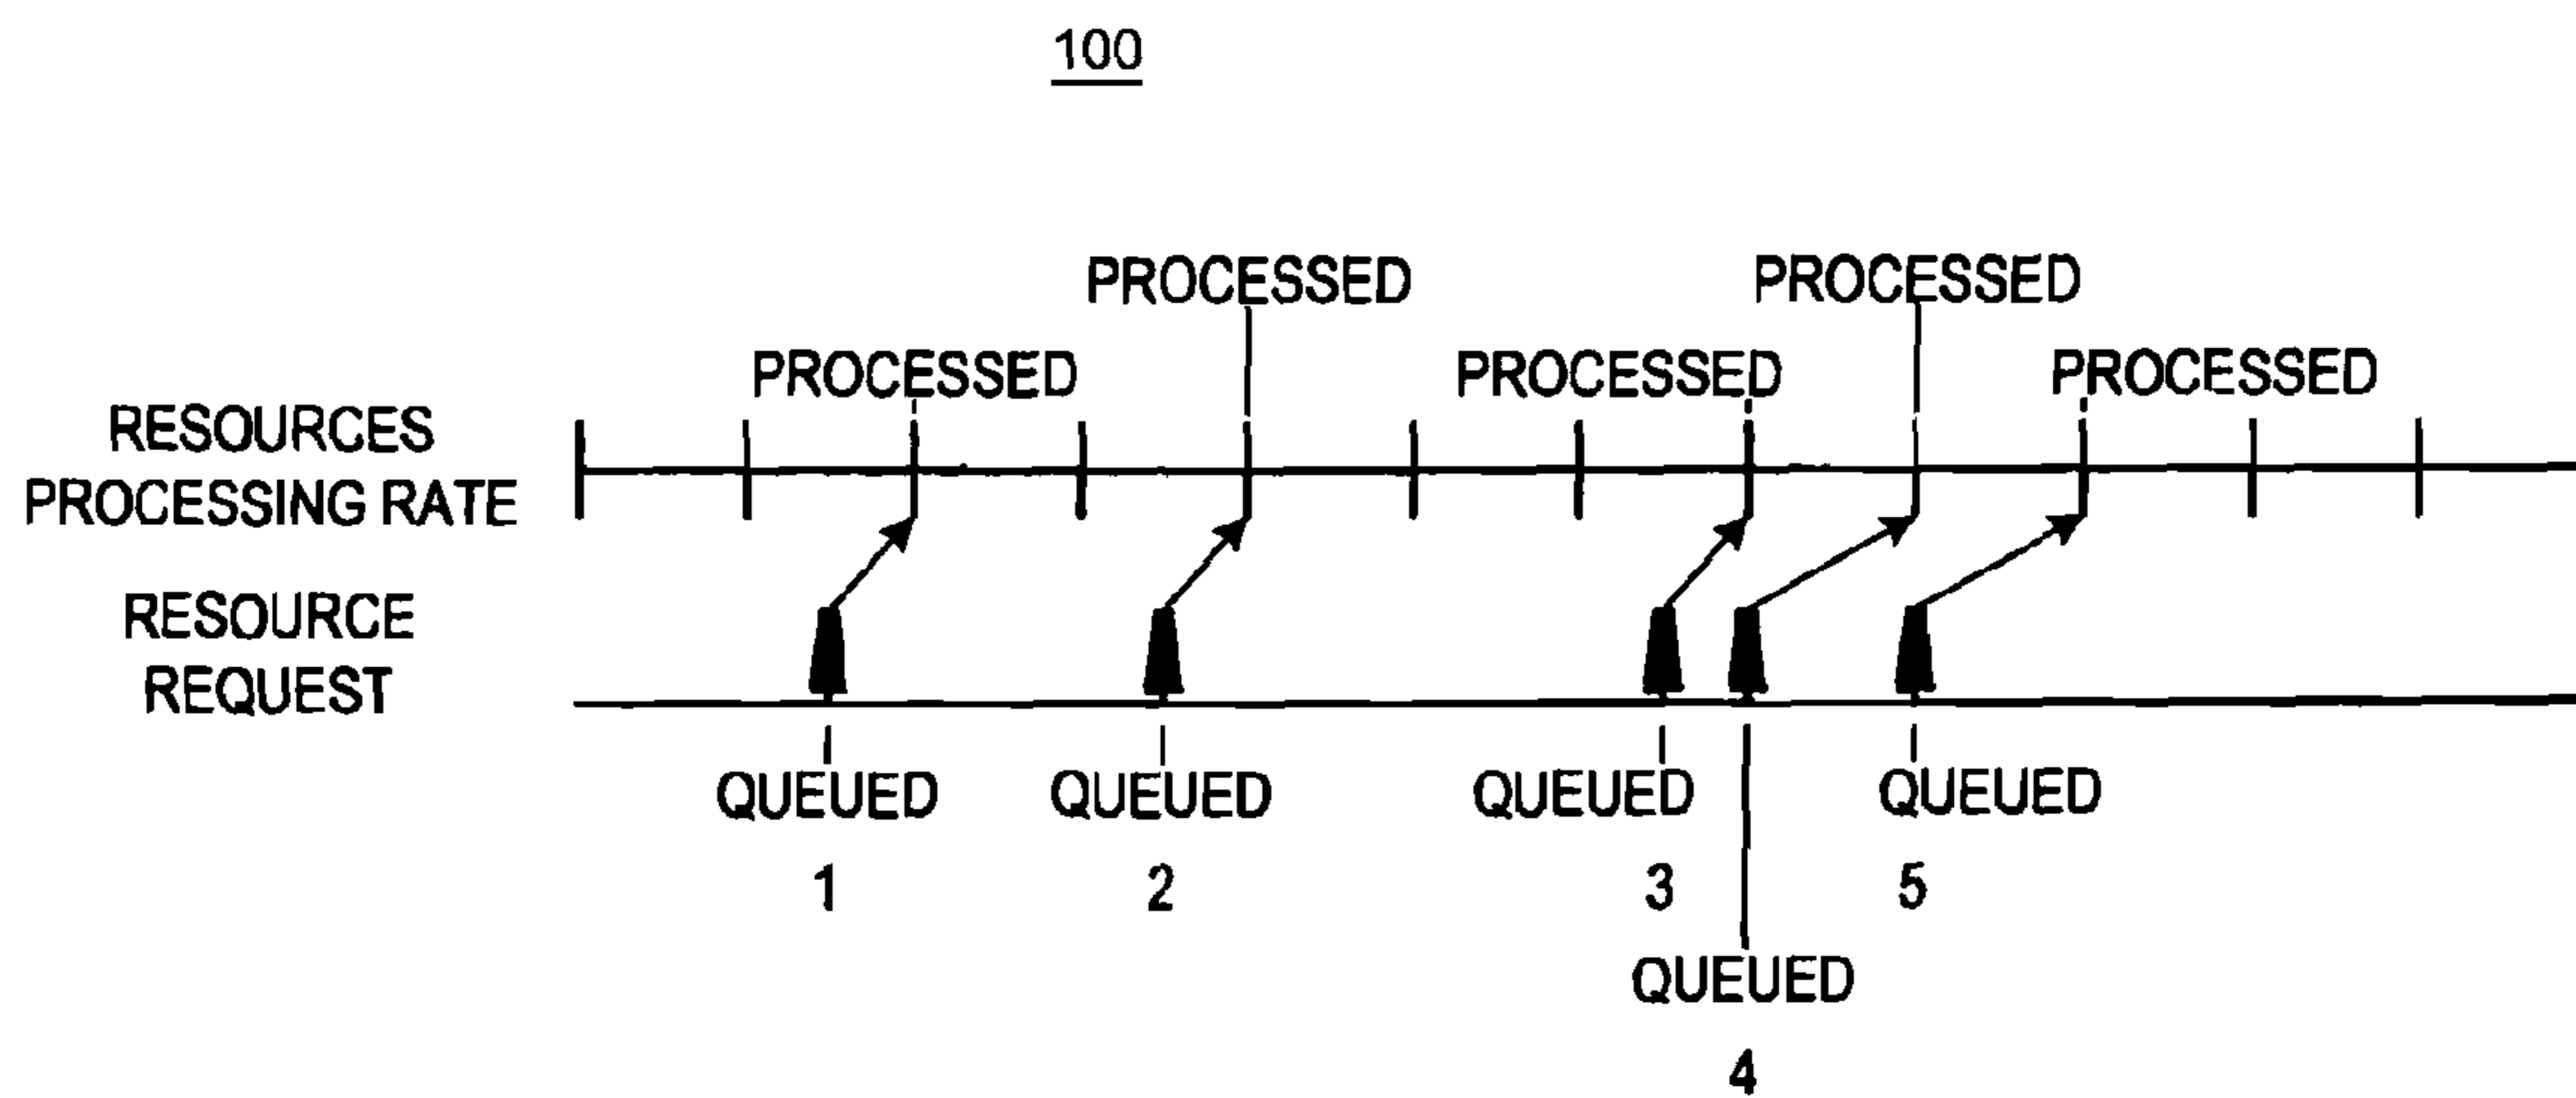 100
PROCESSED
PROCESSED
PROCESSED
PROCESSED
PROCESSED
RESOURCES
PROCESSING RATE
RESOURCE
REQUEST
QUEUED
QUEUED
QUEUED
QUEUED
1
2
3
5
QUEUED
4